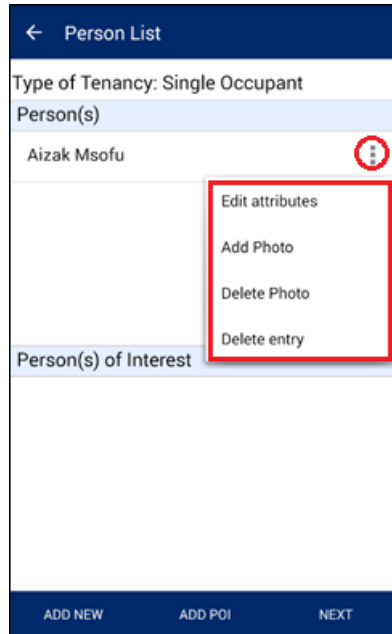 Person List
Type of Tenancy: Single Occupant
Person(s)
Aizak Msofu
Edit attributes
Add Photo
Delete Photo
Delete entry
Person(s) of Interest
ADD NEW ADD POI NEXT